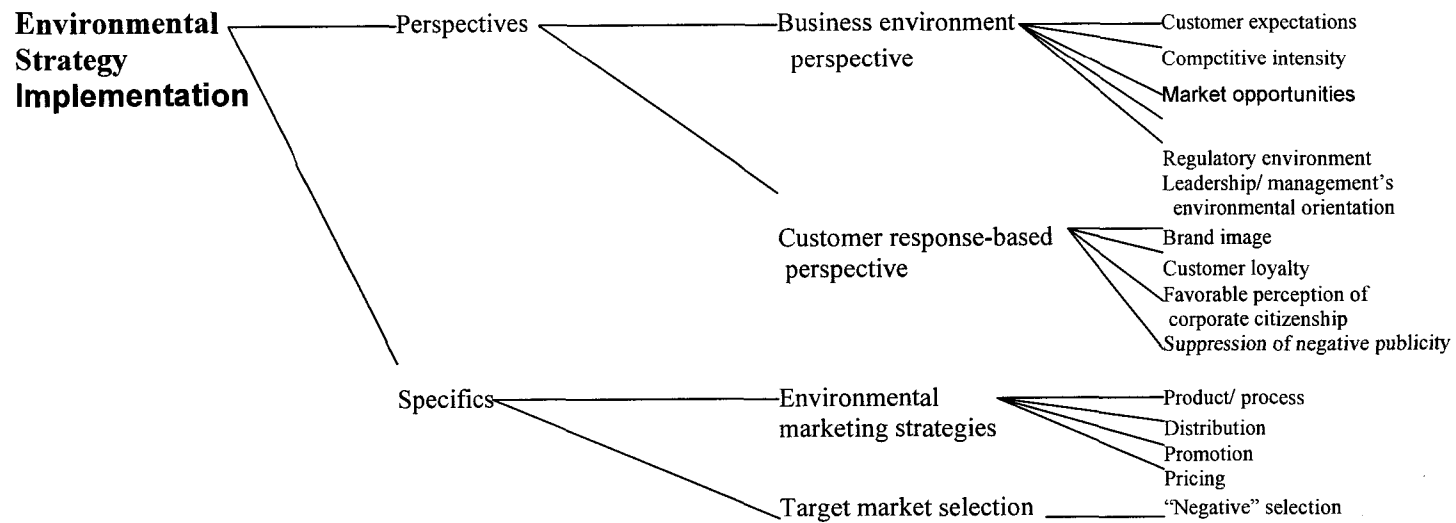 Environmental
Strategy
Implementation
Perspectives
Business environment
perspective
Customer expectations
Compctitive intensity
Market opportunities
Regulatory environment
Leadership/ management's
environmental orientation
Customer response-based
perspective
Brand image
Customer loyalty
Favorable perception of
corporate citizenship
Suppression of negative publicity
Specifics
Environmental
marketing strategies
Product/ process
Distribution
Promotion
Pricing
Target market selection
“Negative” selection